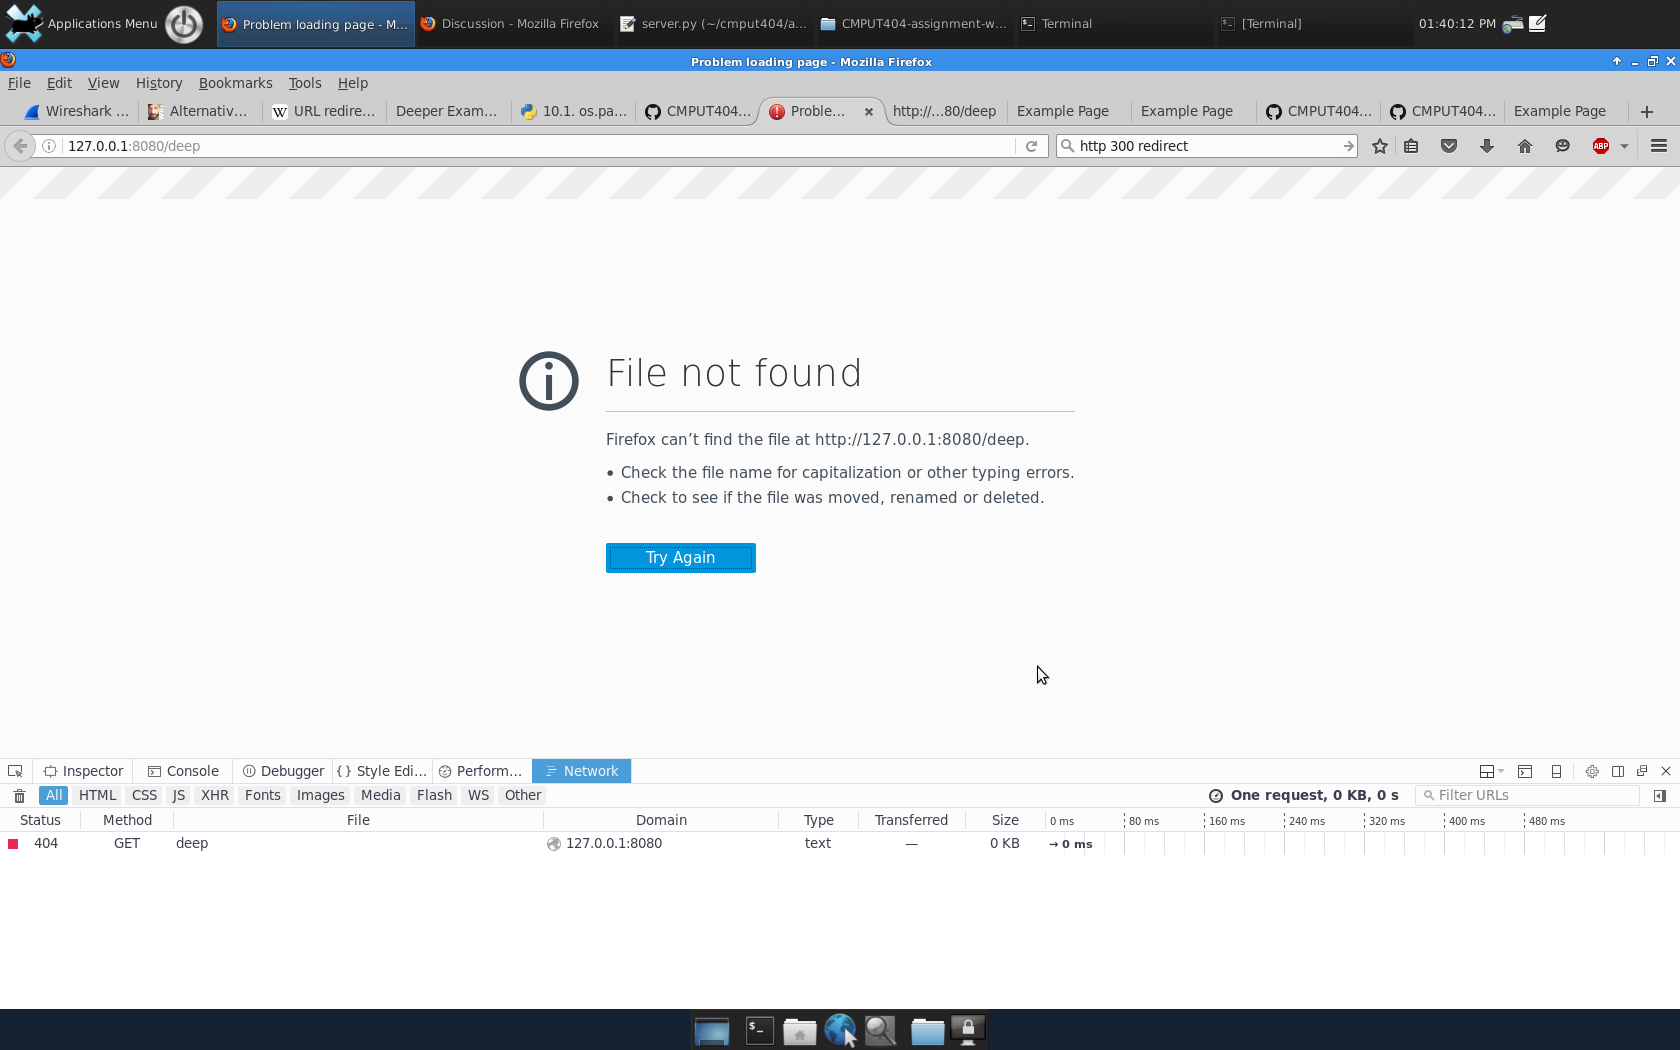 Applications Menu
Problem loading page - M...
Discussion - Mozilla Firefox
server.py (~/cmput404/a...
CMPUT404-assignment-w...
Terminal
[Terminal]
01:40:12 PM
Problem loading page - Mozilla Firefox
File Edit View History Bookmarks Tools Help
Wireshark ...
Alternativ...
W URL redire...
Deeper Exam...
10.1. os.pa...
CMPUT404...
Proble...
http://...80/deep
Example Page
Example Page
CMPUT404...
CMPUT404...
Example Page
127.0.0.1:8080/deep
http 300 redirect
ABP
File not found
Firefox can’t find the file at http://127.0.0.1:8080/deep.
• Check the file name for capitalization or other typing errors.
• Check to see if the file was moved, renamed or deleted.
Try Again
Inspector
Console
Debugger
{ } Style Edi...
Perform...
Network
All HTML CSS JS XHR Fonts Images Media Flash WS Other
One request, 0 KB, 0 s
Filter URLs
Status Method File Domain Type Transferred Size 0 ms 80 ms 160 ms 240 ms 320 ms 400 ms 480 ms
404 GET deep 127.0.0.1:8080 text — 0 KB → 0 ms
$_